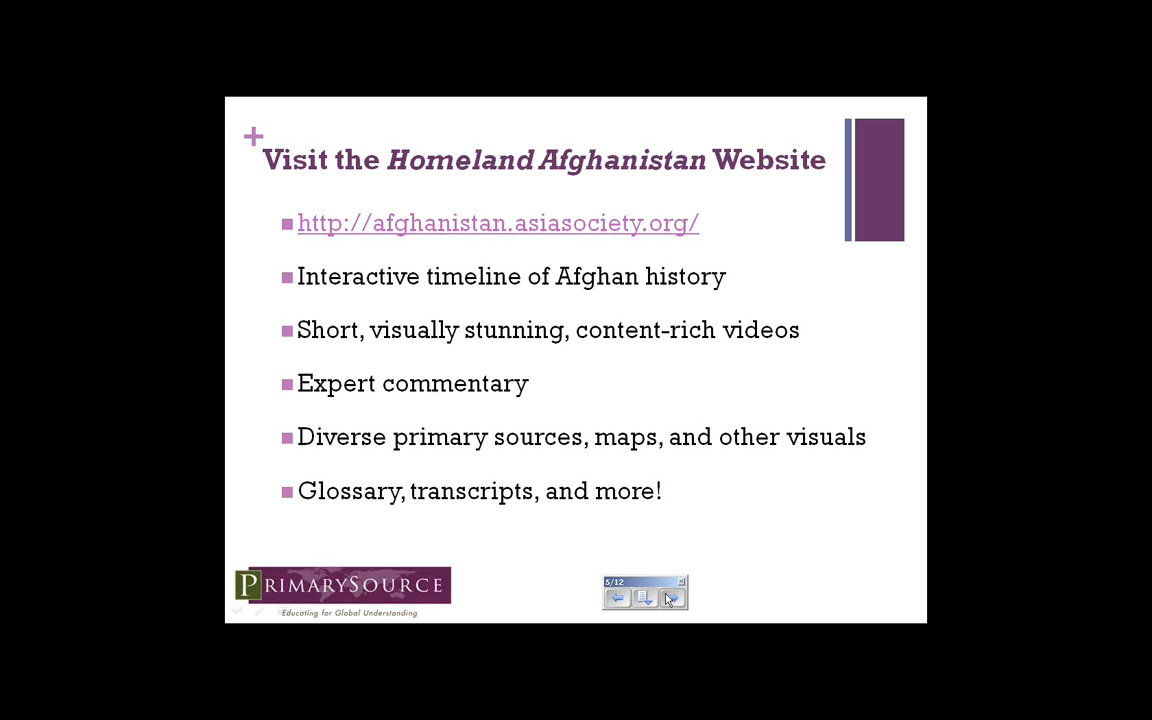 +
Visit the Homeland Afghanistan Website
http://afghanistan.asiasociety.org/
Interactive timeline of Afghan history
Short, visually stunning, content-rich videos
Expert commentary
Diverse primary sources, maps, and other visuals
Glossary, transcripts, and more!
PRIMARYSOURCE
Educating for Global Understanding
5/12